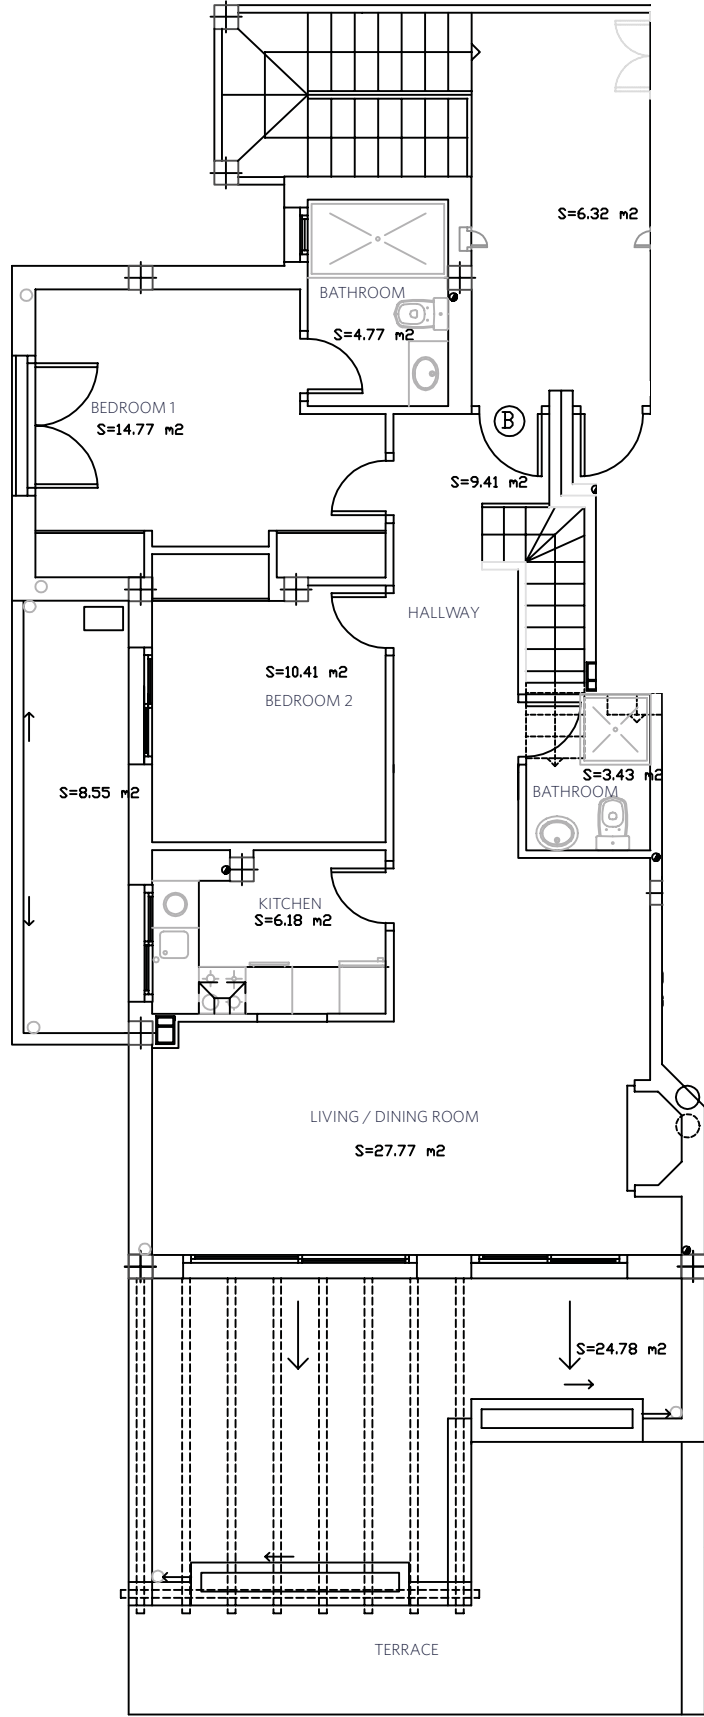 S=6.32 m2
BATHROOM
S=4.77 m2
BEDROOM 1
S=14.77 m2
B
S=9.41 m2
HALLWAY
S=10.41 m2
BEDROOM 2
S=3.43 m2
S=8.55 m2
BATHROOM
KITCHEN
S=6.18 m2
LIVING / DINING ROOM
S=27.77 m2
S=24.78 m2
TERRACE